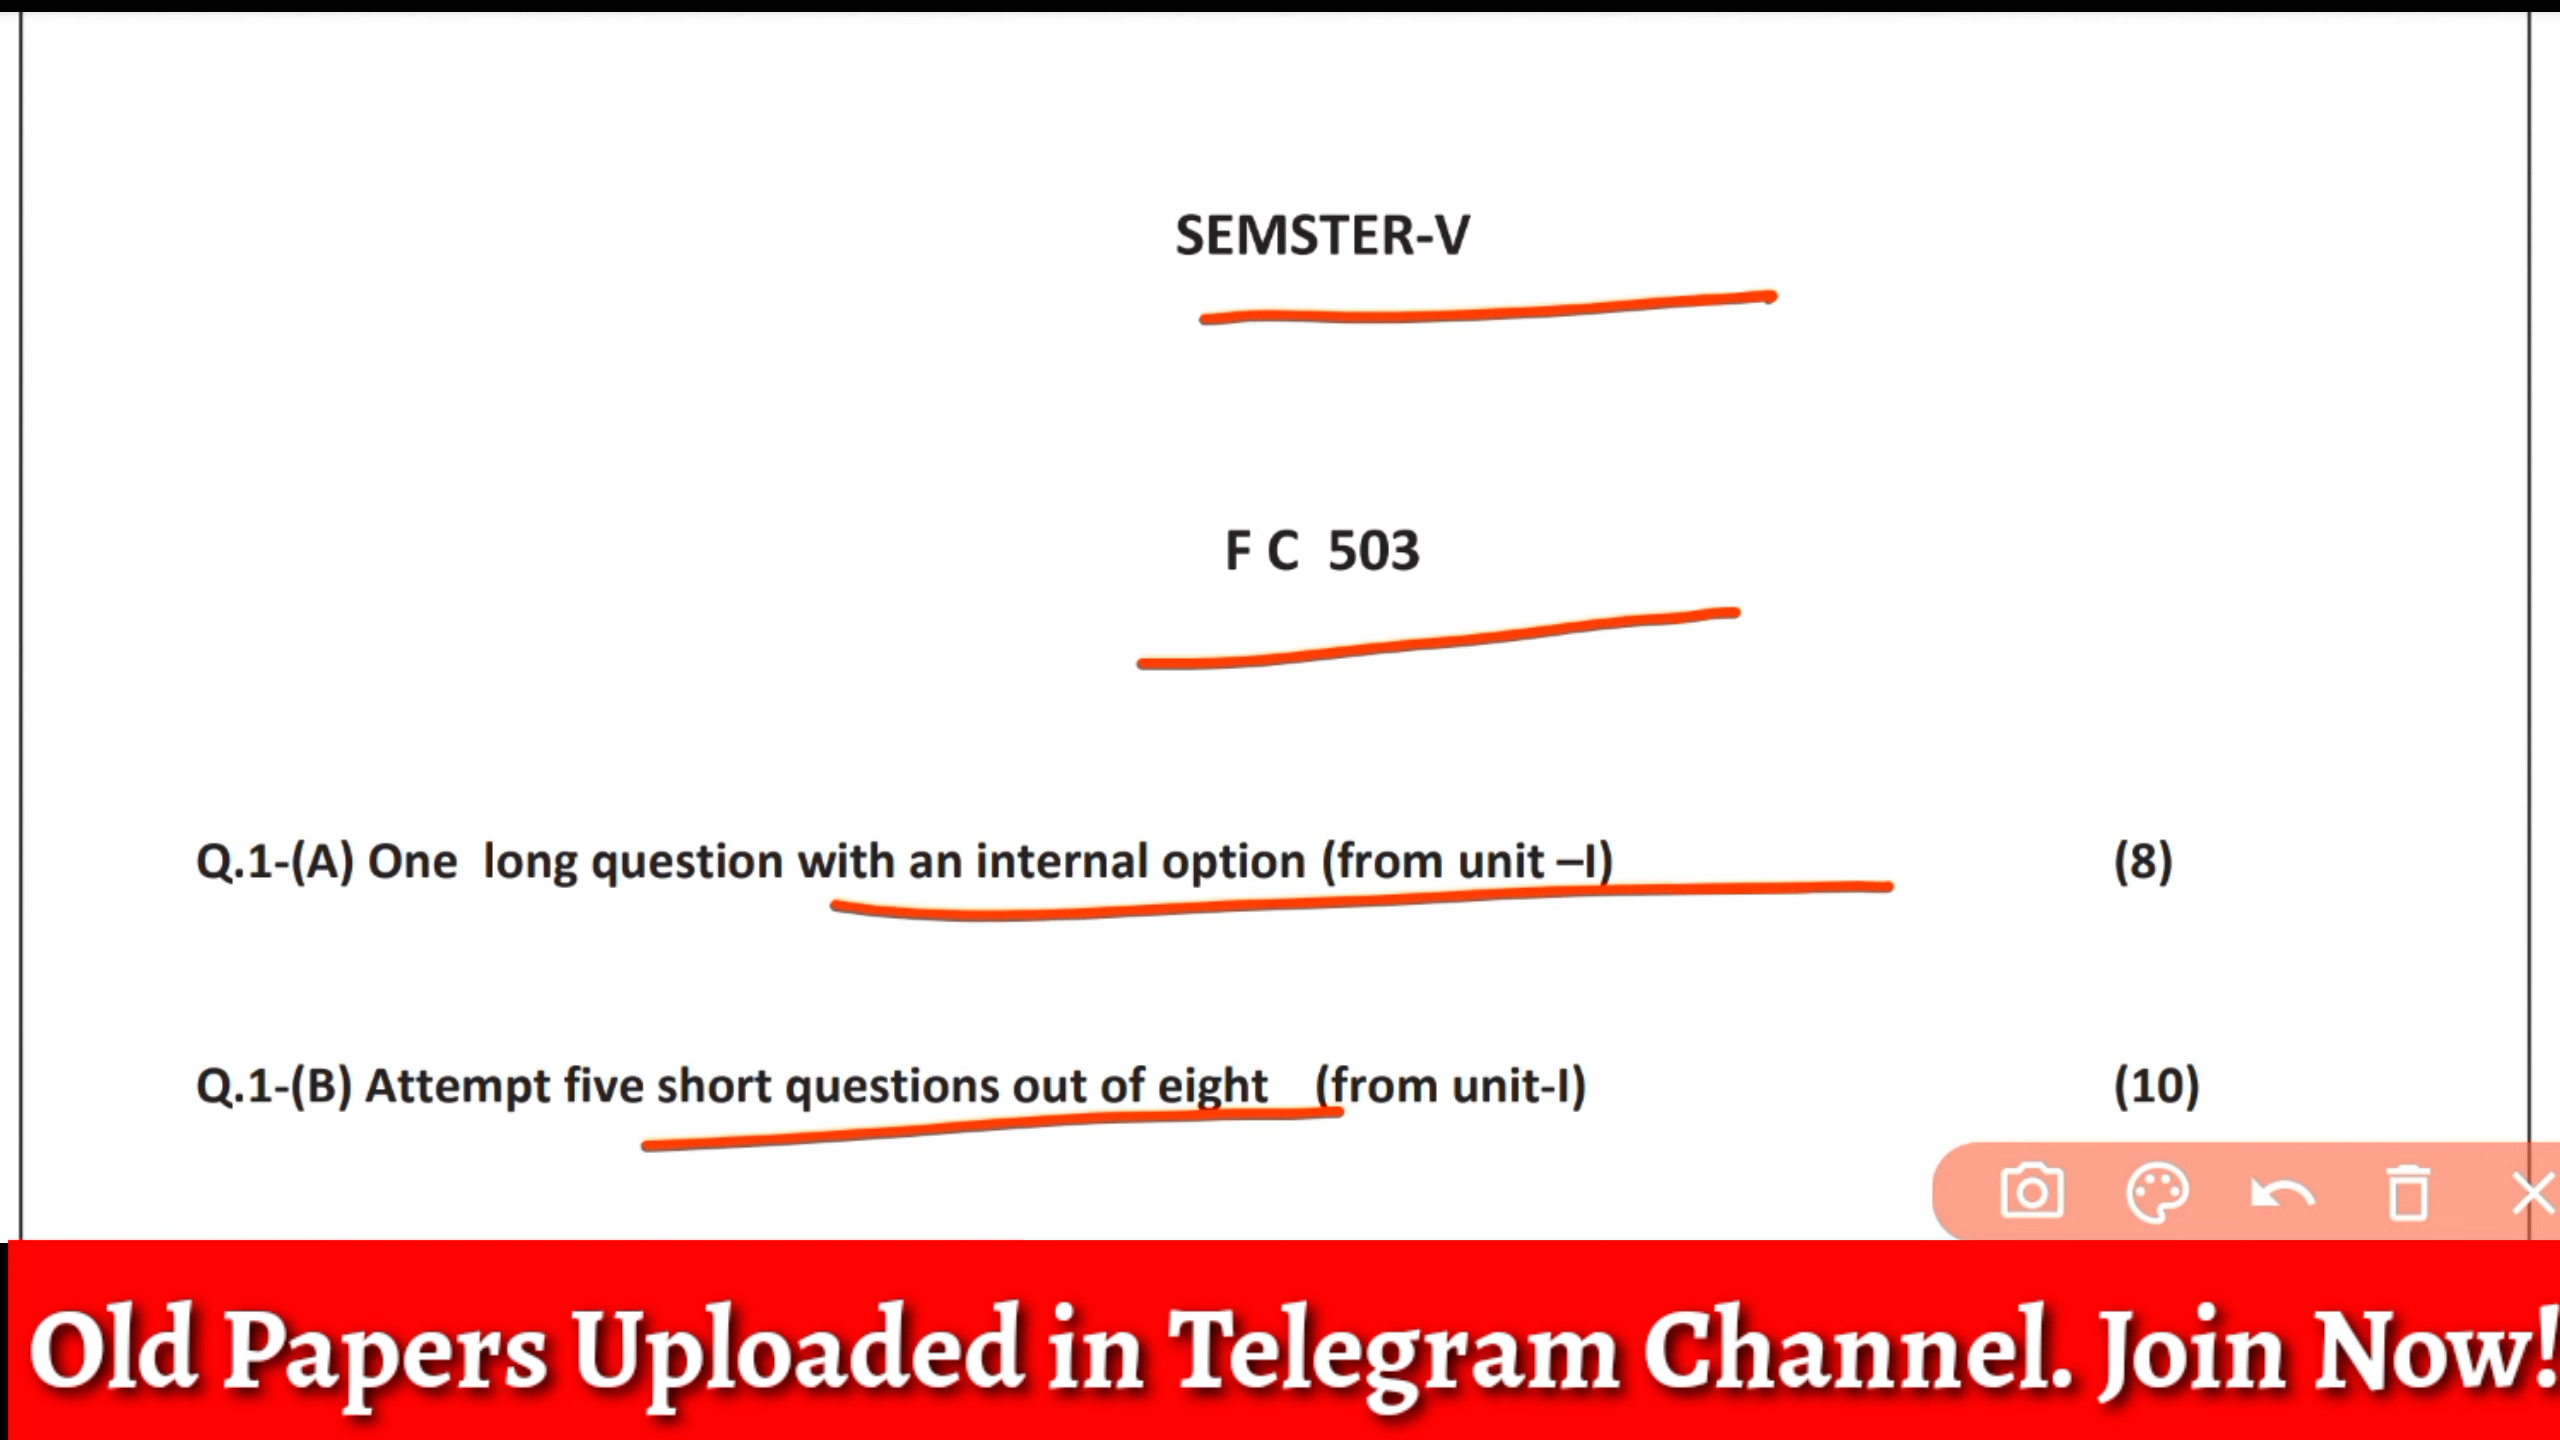 SEMSTER-V
F C 503
Q.1-(A) One long question with an internal option (from unit –I) (8)
Q.1-(B) Attempt five short questions out of eight (from unit-I) (10)
Old Papers Uploaded in Telegram Channel. Join Now!